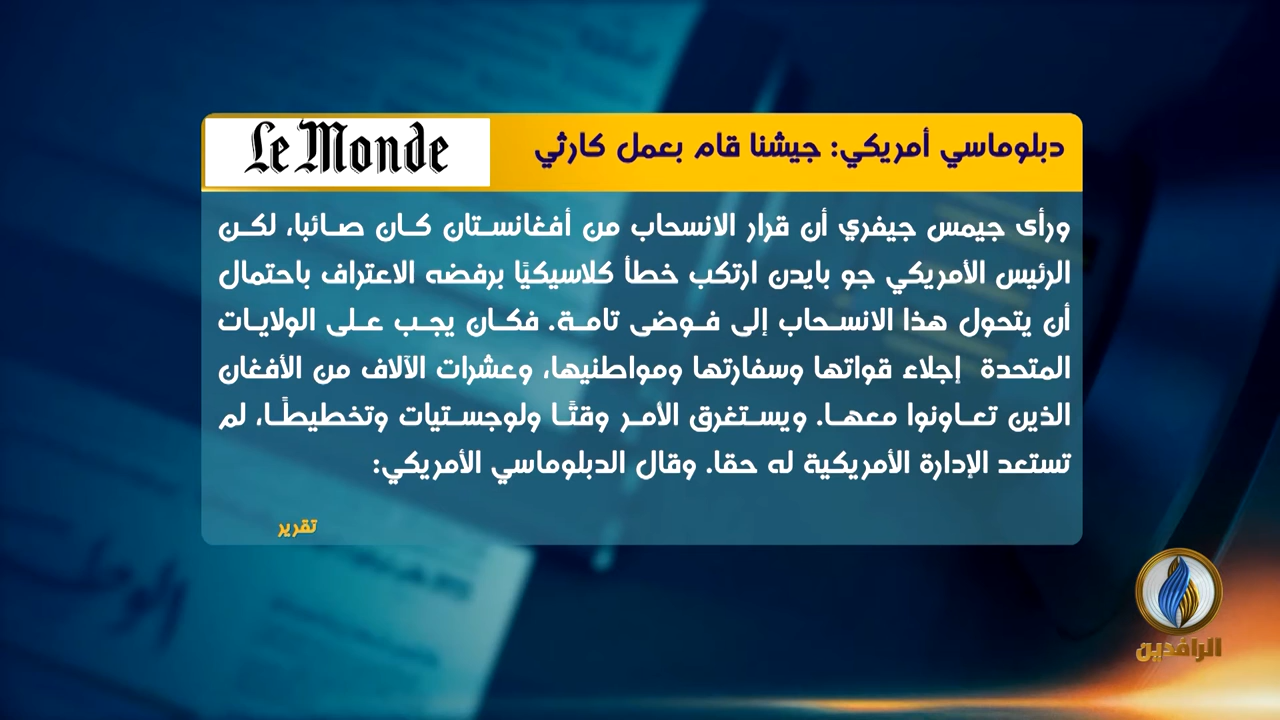 دبلوماسي أمريكي: جيشنا قام بعمل كارثي
Le Monde
ورأى جيمس جيفري أن قرار الانسحاب من أفغانستان كان صائبا، لكن
الرئيس الأمريكي جو بايدن ارتكب خطأ كلاسيكيًا برفضه الاعتراف باحتمال
أن يتحول هذا الانسحاب إلى فوضى تامة. فكان يجب على الولايات
المتحدة إجلاء قواتها وسفارتها ومواطنيها، وعشرات الآلاف من الأفغان
الذين تعاونوا معها. ويستغرق الأمر وقتًا ولوجستيات وتخطيطًا، لم
تستعد الإدارة الأمريكية له حقا. وقال الدبلوماسي الأمريكي:
تقرير
الرافدين